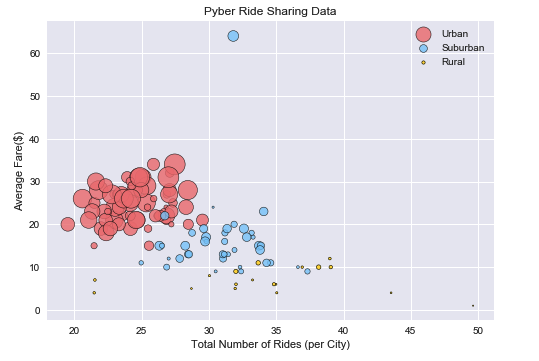 Pyber Ride Sharing Data
Urban
Suburban
Rural
Average Fare($)
60
50
40
30
20
10
0
20 25 30 35 40 45 50
Total Number of Rides (per City)